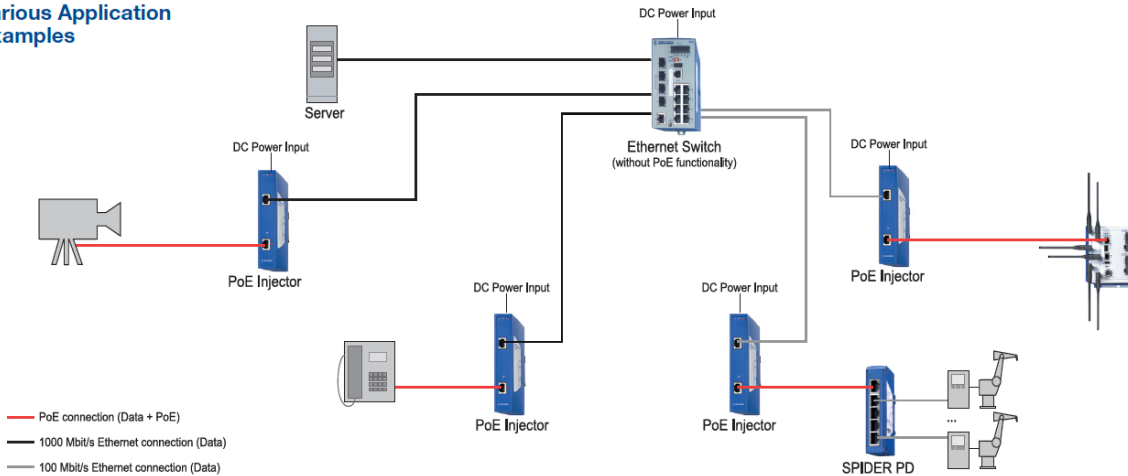 arious Application
xamples
DC Power Input
Server
Ethernet Switch
(without PoE functionality)
DC Power Input
PoE Injector
DC Power Input
PoE Injector
DC Power Input
PoE Injector
DC Power Input
PoE Injector
...
SPIDER PD
PoE connection (Data + PoE)
1000 Mbit/s Ethernet connection (Data)
100 Mbit/s Ethernet connection (Data)